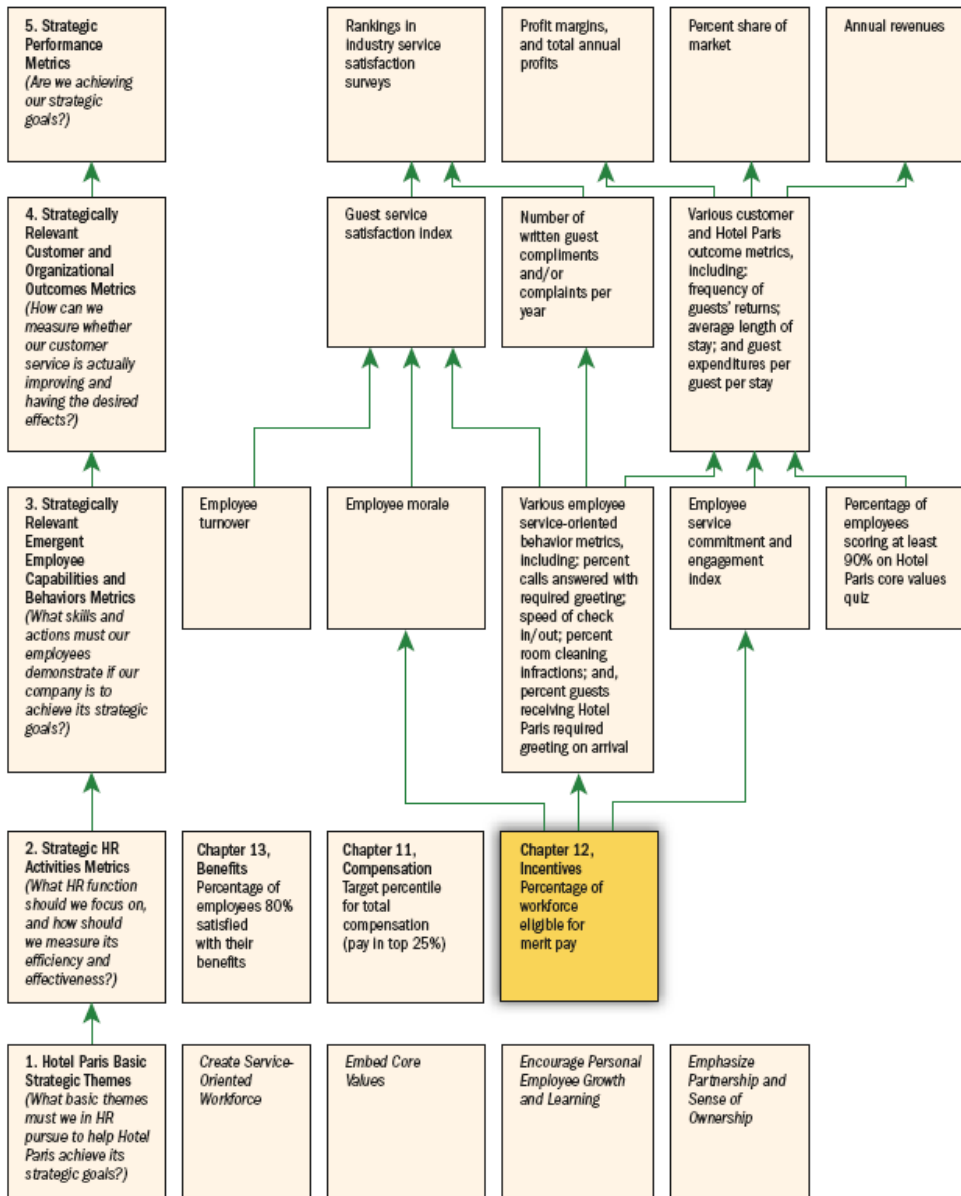 5. Strategic
Performance
Metrics
(Are we achieving
our strategic
goals?)
Rankings in
industry service
satisfaction
surveys
Profit margins,
and total annual
profits
Percent share of
market
Annual revenues
4. Strategically
Relevant
Customer and
Organizational
Outcomes Metrics
(How can we
measure whether
our customer
service is actually
improving and
having the desired
effects?)
Guest service
satisfaction index
Number of
written guest
compliments
and/or
complaints per
year
Various customer
and Hotel Paris
outcome metrics,
including;
frequency of
guests' returns;
average length of
stay; and guest
expenditures per
guest per stay
3. Strategically
Relevant
Emergent
Employee
Capabilities and
Behaviors Metrics
(What skills and
actions must our
employees
demonstrate if our
company is to
achieve its strategic
goals?)
Employee
turnover
Employee morale
Various employee
service-oriented
behavior metrics,
including; percent
calls answered with
required greeting;
speed of check
in/out; percent
room cleaning
infractions; and,
percent guests
receiving Hotel
Paris required
greeting on arrival
Employee
service
commitment and
engagement
index
Percentage of
employees
scoring at least
90% on Hotel
Paris core values
quiz
2. Strategic HR
Activities Metrics
(What HR function
should we focus on,
and how should
we measure its
efficiency and
effectiveness?)
Chapter 13,
Benefits
Percentage of
employees 80%
satisfied
with their
benefits
Chapter 11,
Compensation
Target percentile
for total
compensation
(pay in top 25%)
Chapter 12,
Incentives
Percentage of
workforce
eligible for
merit pay
1. Hotel Paris Basic
Strategic Themes
(What basic themes
must we in HR
pursue to help Hotel
Paris achieve its
strategic goals?)
Create Service-
Oriented
Workforce
Embed Core
Values
Encourage Personal
Employee Growth
and Learning
Emphasize
Partnership and
Sense of
Ownership